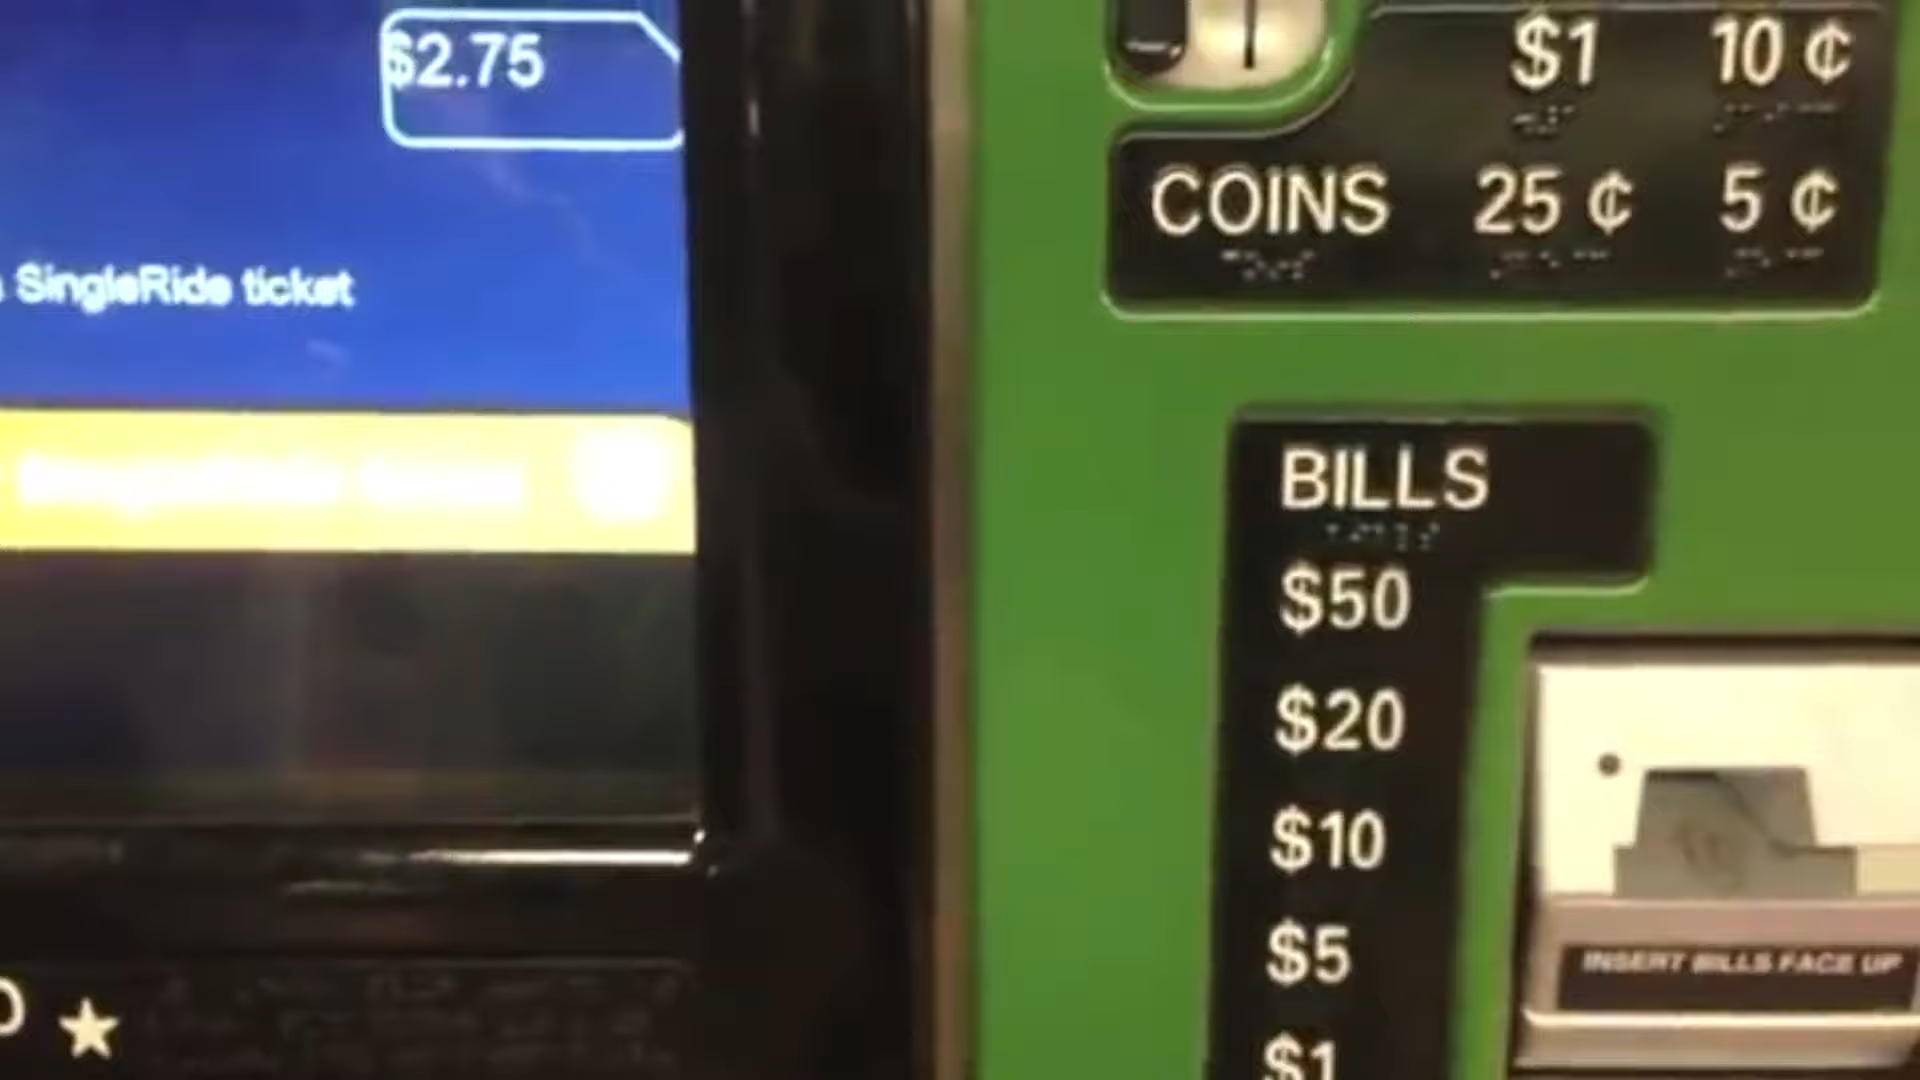 $2.75
SingleRide ticket
$1 10 ¢
COINS 25 ¢ 5 ¢
BILLS
$50
$20
$10
$5
$1
INSERT BILLS FACE UP